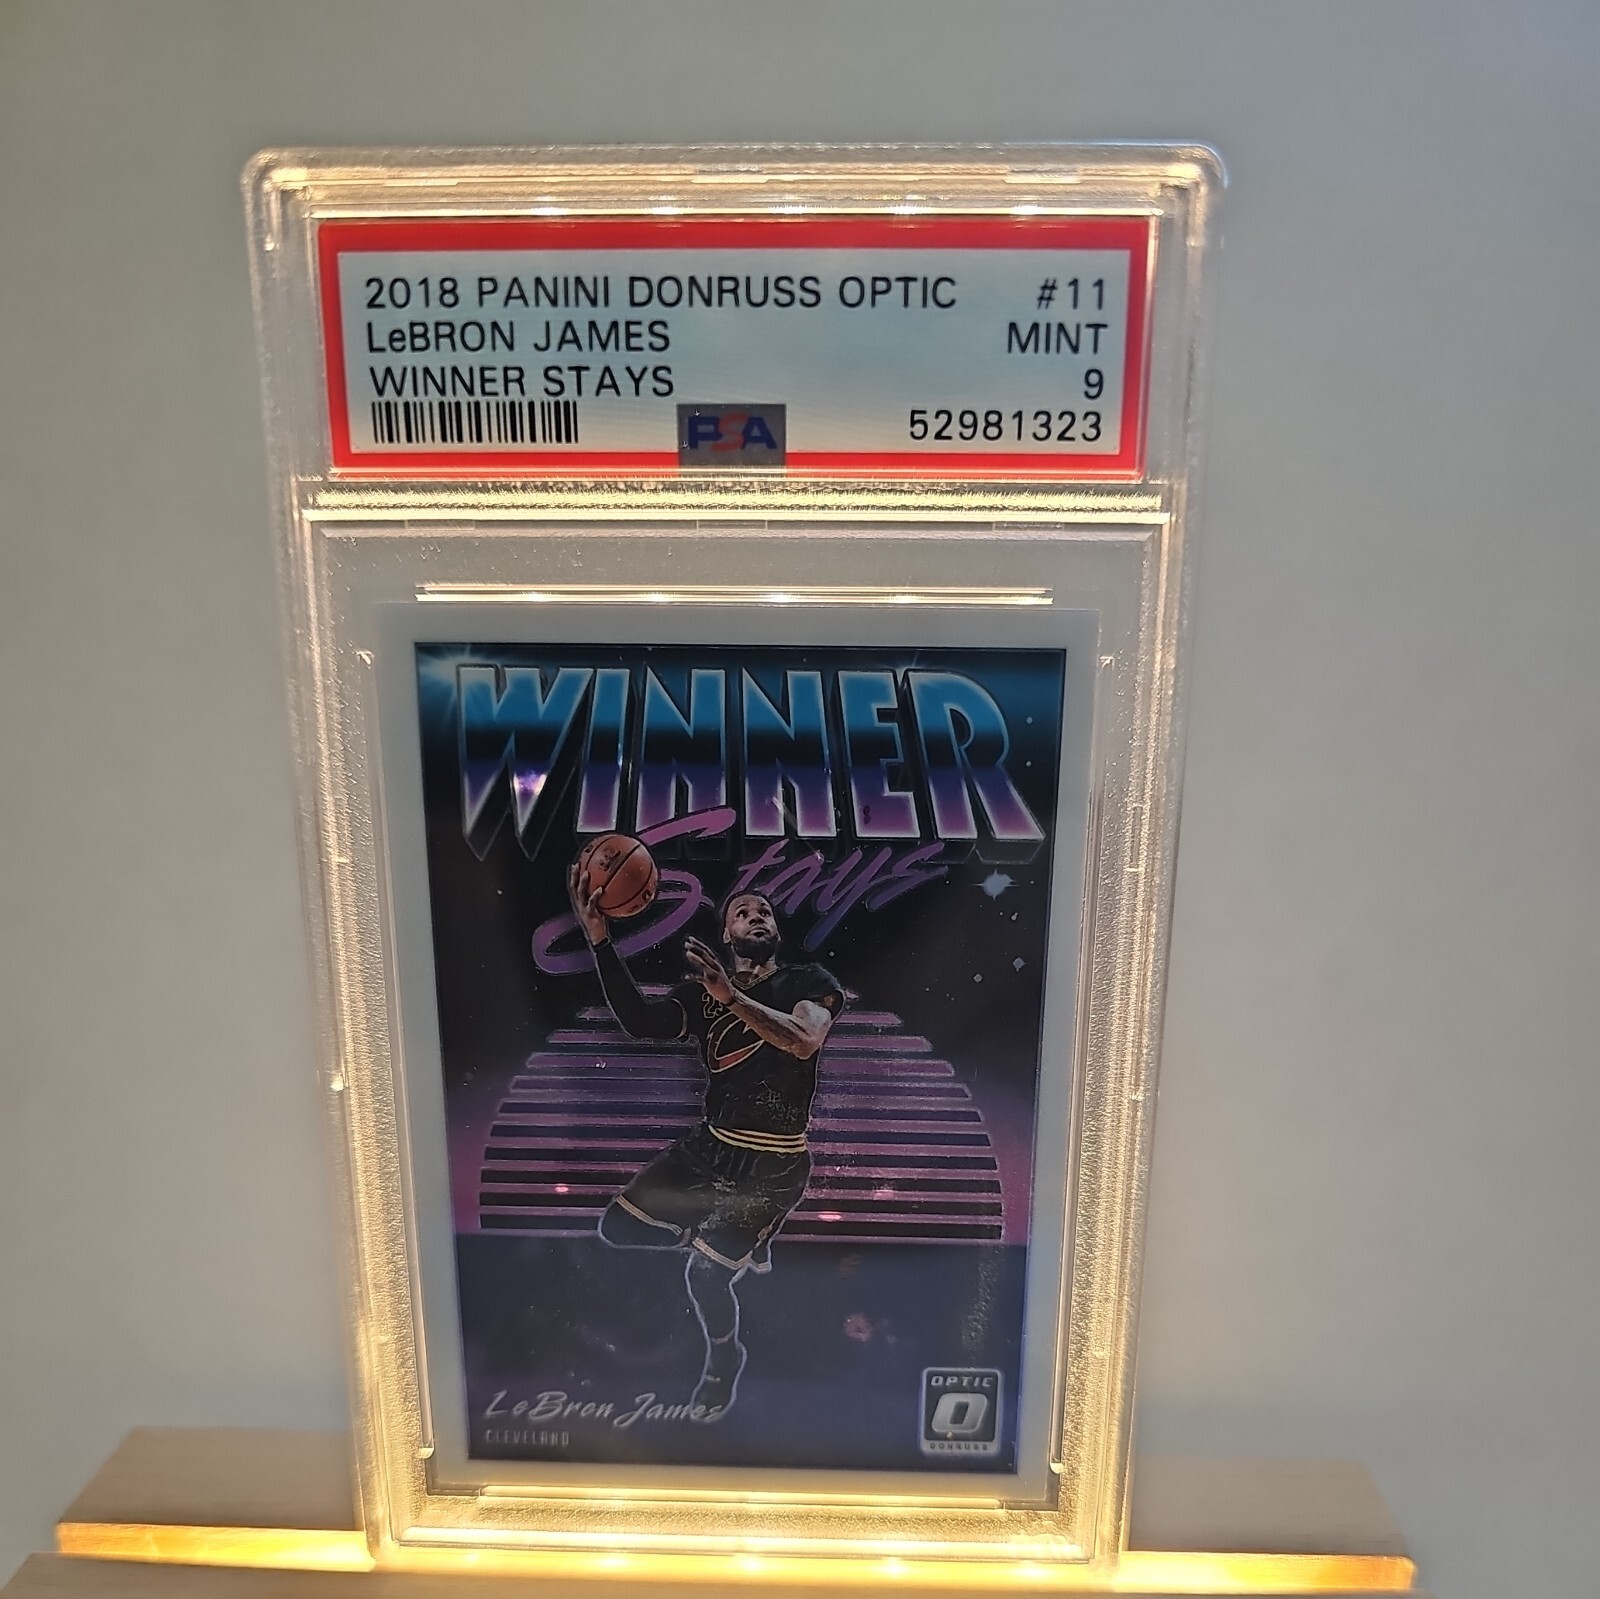 2018 PANINI DONRUSS OPTIC #11
LeBRON JAMES MINT
WINNER STAYS 9
PSA 52981323
WINNER
Stays
LeBron James
CLEVELAND
OPTIC
O
DONRUSS